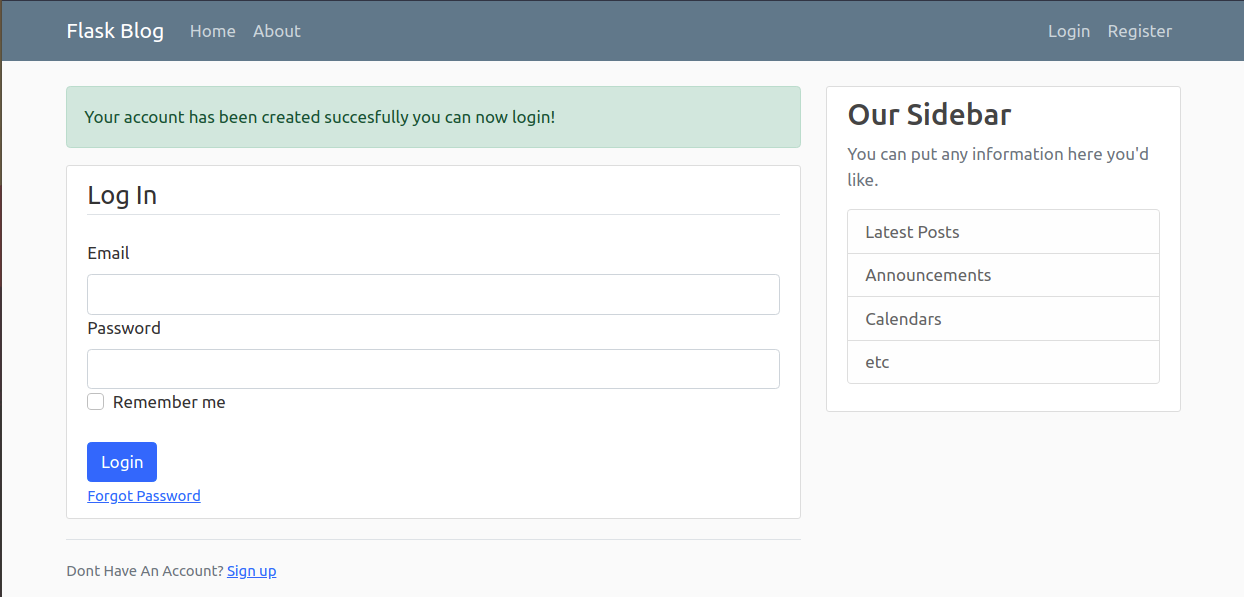 Flask Blog Home About Login Register
Your account has been created succesfully you can now login!
Log In
Email
Password
Remember me
Login
Forgot Password
Dont Have An Account? Sign up
Our Sidebar
You can put any information here you'd
like.
Latest Posts
Announcements
Calendars
etc